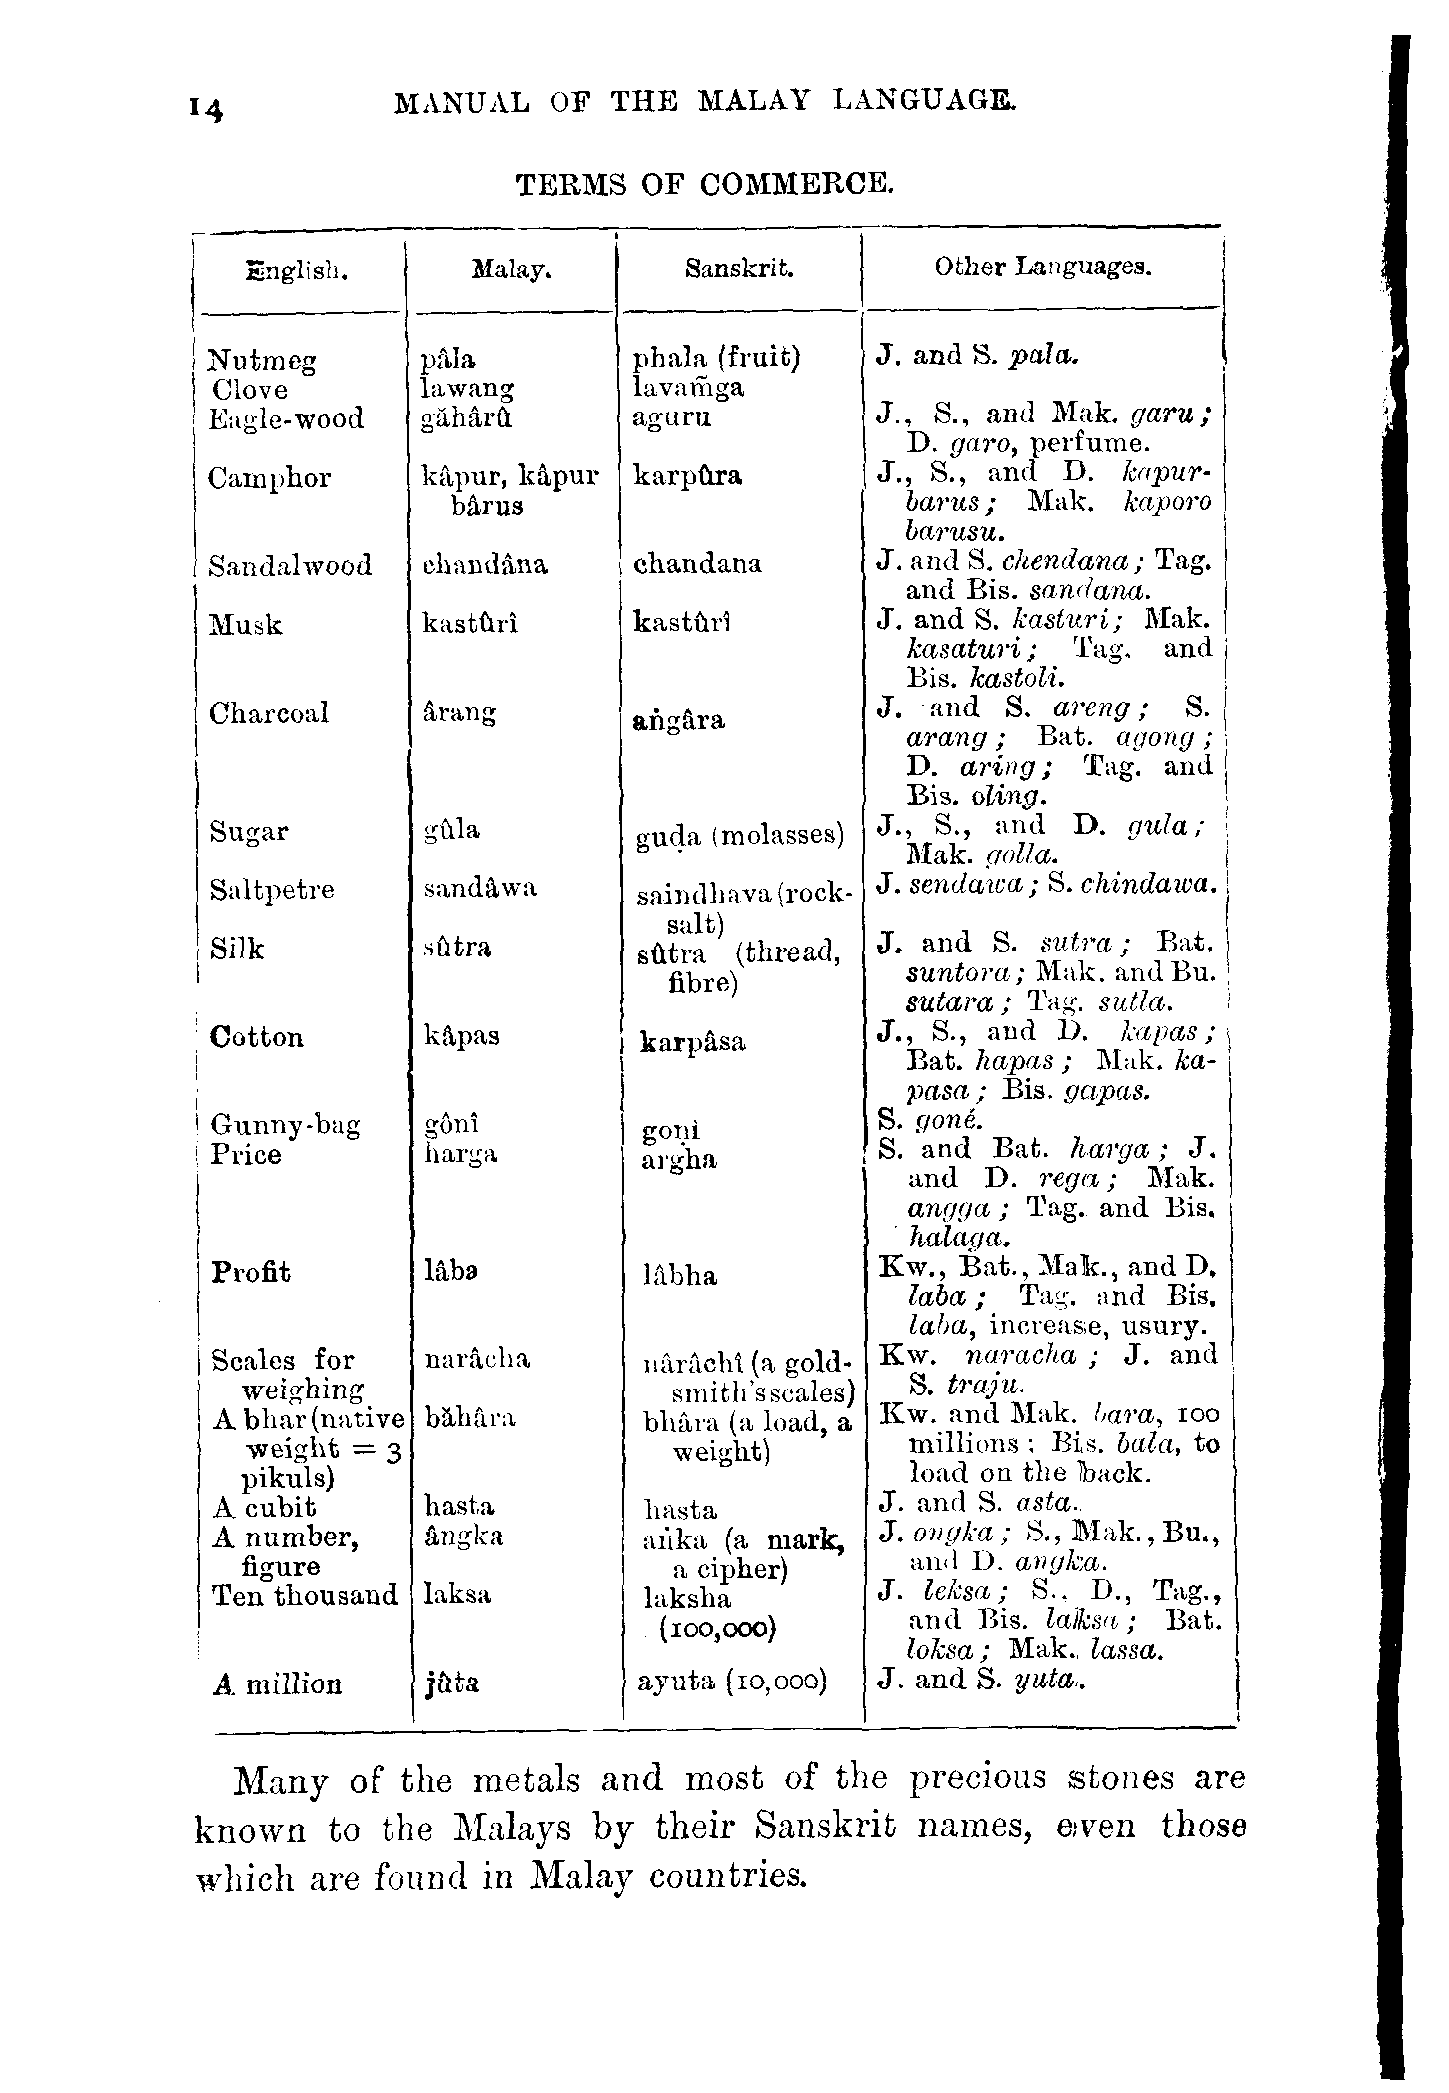 14 MANUAL OF THE MALAY LANGUAGE.
TERMS OF COMMERCE.
English. Malay. Sanskrit. Other Languages.
Nutmeg pâla phala (fruit) J. and S. pala.
Clove lawang lavam̃ga
Eagle-wood găhârû aguru J., S., and Mak. garu;
D. garo, perfume.
Camphor kâpur, kâpur karpûra J., S., and D. kapur-
bârus barus; Mak. kaporo
barusu.
Sandalwood chandâna chandana J. and S. chendana; Tag.
and Bis. sandana.
Musk kastûrî kastûrî J. and S. kasturi; Mak.
kasaturi; Tag. and
Bis. kastoli.
Charcoal ârang aṅgâra J. and S. areng; S.
arang; Bat. agong;
D. aring; Tag. and
Bis. oling.
Sugar gûla guḍa (molasses) J., S., and D. gula;
Mak. golla.
Saltpetre sandâwa saindhava (rock- J. sendawa; S. chindawa.
salt)
Silk sûtra sûtra (thread, J. and S. sutra; Bat.
fibre) suntora; Mak. and Bu.
sutara; Tag. sutla.
Cotton kâpas karpâsa J., S., and D. kapas;
Bat. hapas; Mak. ka-
pasa; Bis. gapas.
Gunny-bag gônî goṇi S. goné.
Price harga argha S. and Bat. harga; J.
and D. rega; Mak.
angga; Tag. and Bis.
halaga.
Profit lâba lâbha Kw., Bat., Mak., and D.
laba; Tag. and Bis.
laba, increase, usury.
Scales for narâcha nârâchî (a gold- Kw. naracha; J. and
weighing smith's scales) S. traju.
A bhar (native băhâra bhâra (a load, a Kw. and Mak. bara, 100
weight = 3 weight) millions; Bis. bala, to
pikuls) load on the back.
A cubit hasta hasta J. and S. asta.
A number, ângka aṅka (a mark, J. ongka; S., Mak., Bu.,
figure a cipher) and D. angka.
Ten thousand laksa laksha J. leksa; S., D., Tag.,
(100,000) and Bis. laksa; Bat.
loksa; Mak. lassa.
A million jûta ayuta (10,000) J. and S. yuta.
Many of the metals and most of the precious stones are
known to the Malays by their Sanskrit names, even those
which are found in Malay countries.